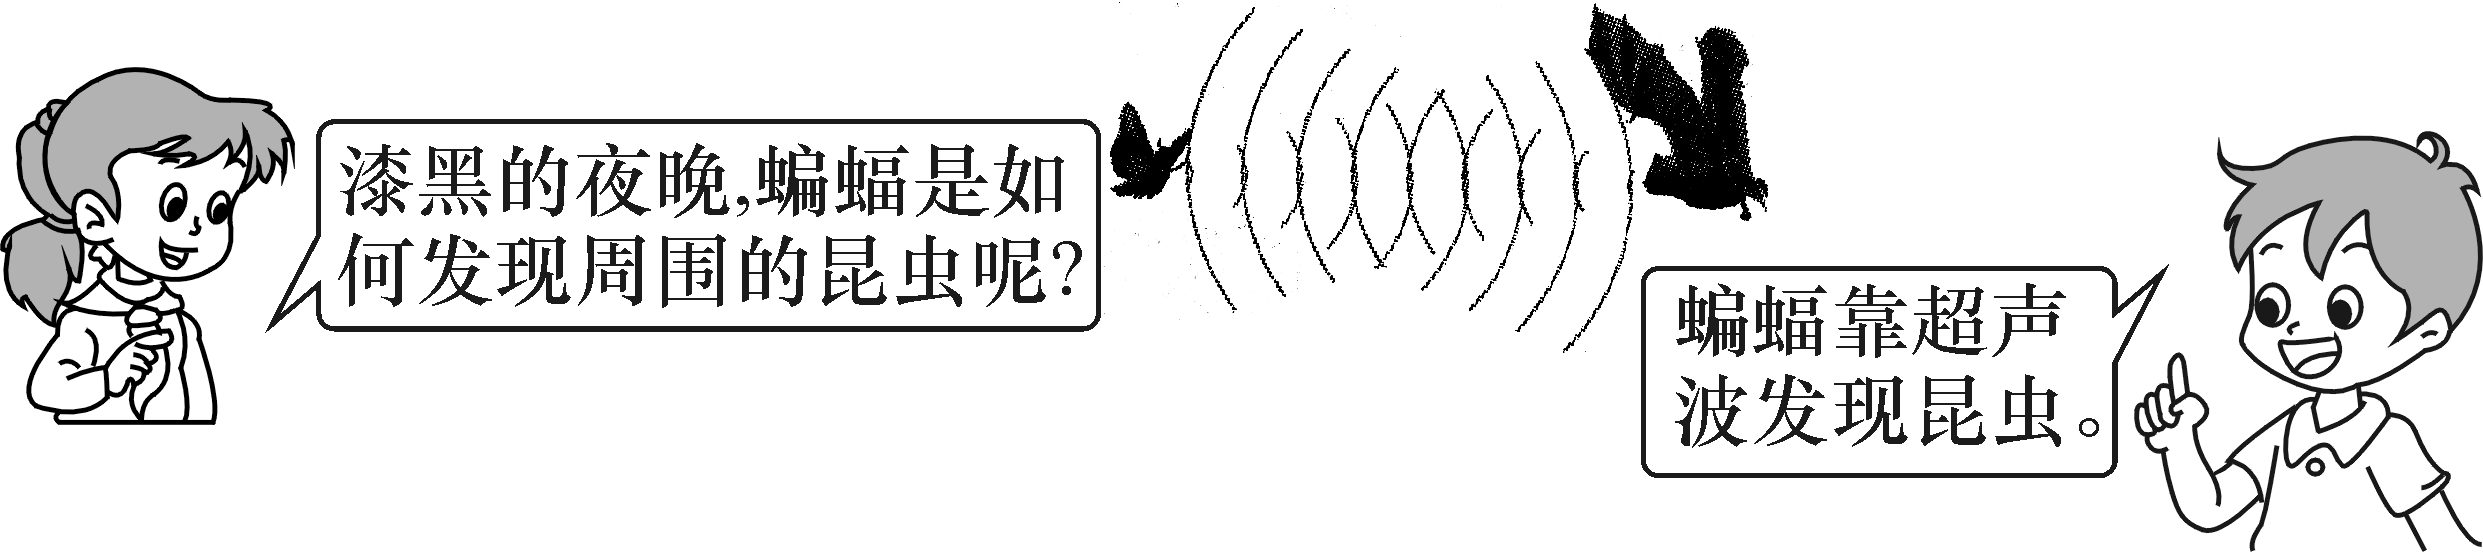 漆黑的夜晚,蝙蝠是如
何发现周围的昆虫呢?
蝙蝠靠超声
波发现昆虫。